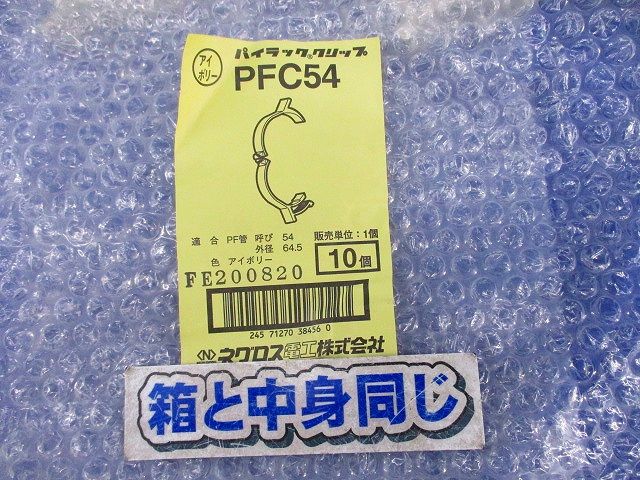 アイボリー
パイラック®クリップ
PFC54
適合 PF管 呼び 54
外径 64.5
色 アイボリー
販売単位:1個
10個
FE200820
245 71270 38456 0
ネグロス電工株式会社
箱と中身同じ